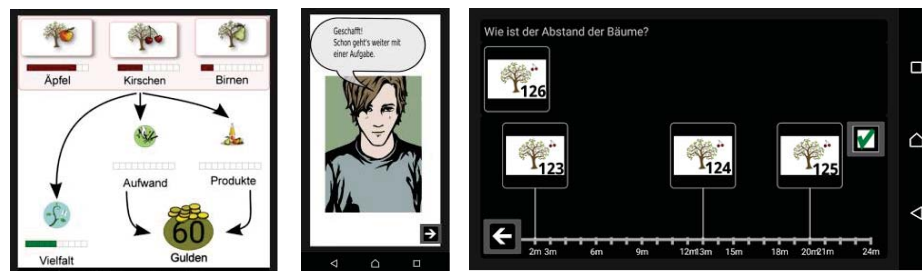 Äpfel
Kirschen
Birnen
Aufwand
Produkte
60
Vielfalt
Gulden
Geschafft!
Schon geht's weiter mit
einer Aufgabe.
Wie ist der Abstand der Bäume?
126
123
124
125
2m 3m 6m 9m 12m13m 15m 18m 20m21m 24m